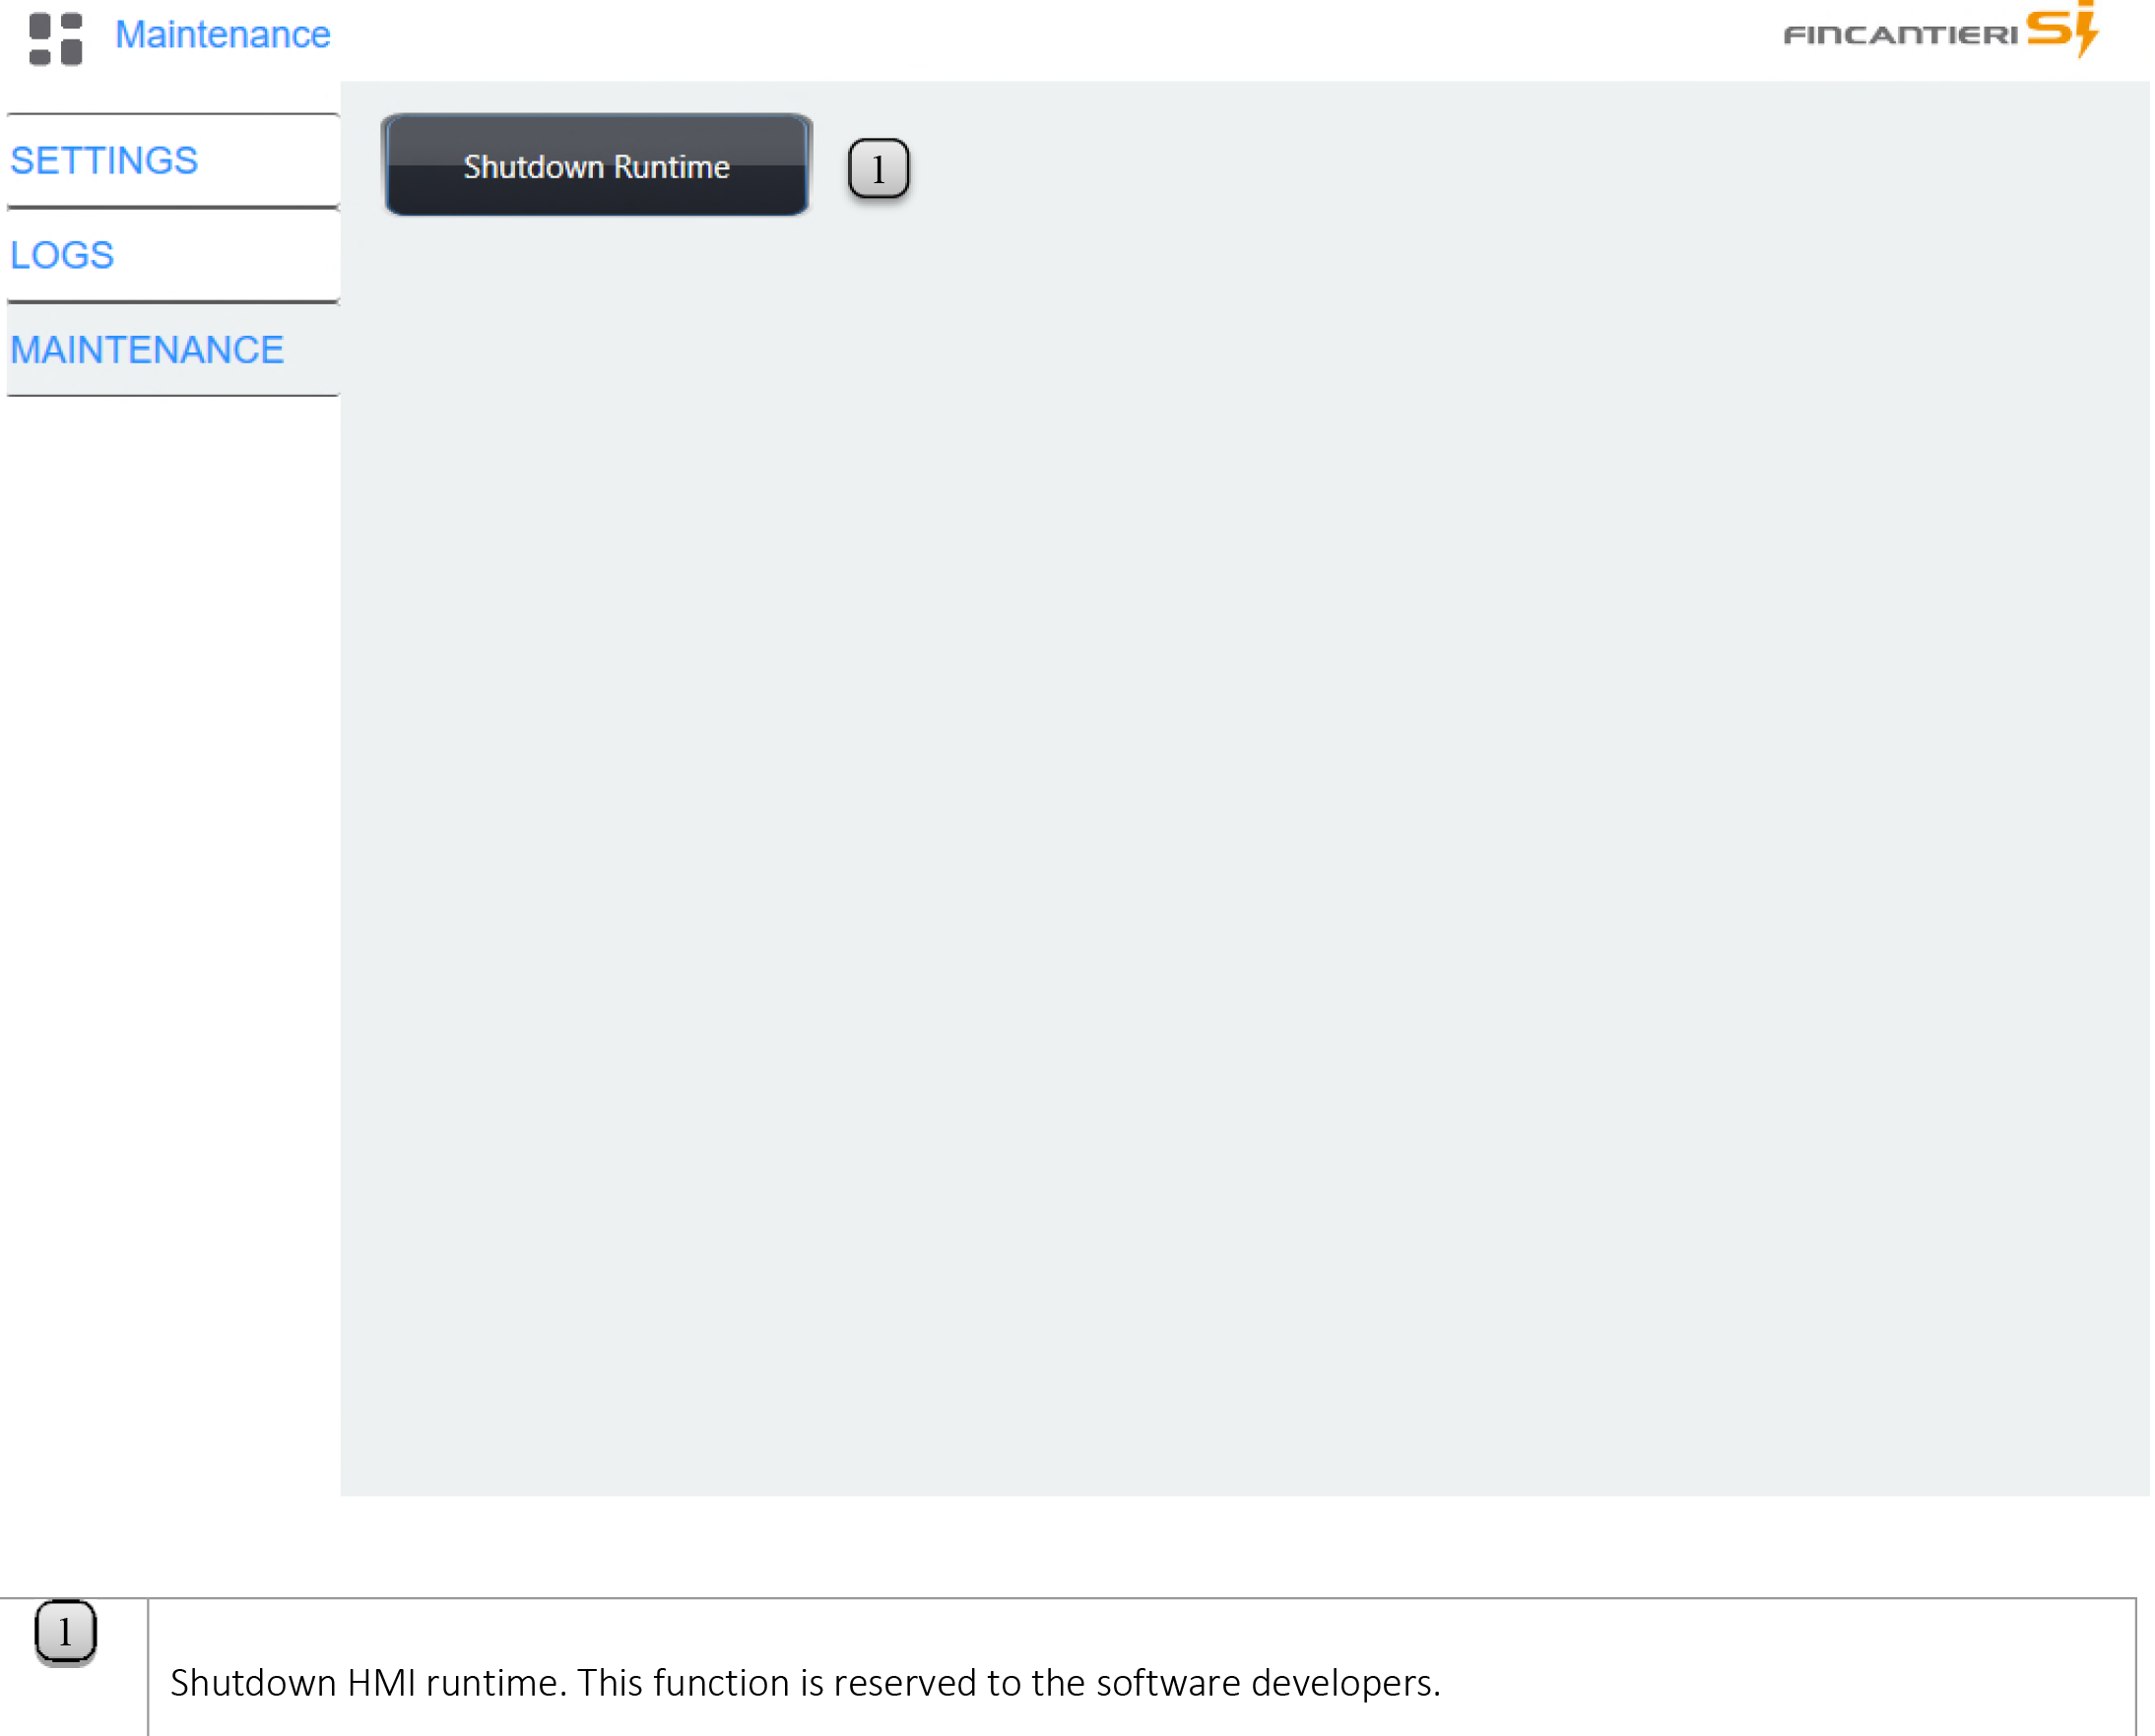 Maintenance
FINCANTIERI Si
SETTINGS
Shutdown Runtime
1
LOGS
MAINTENANCE
1
Shutdown HMI runtime. This function is reserved to the software developers.